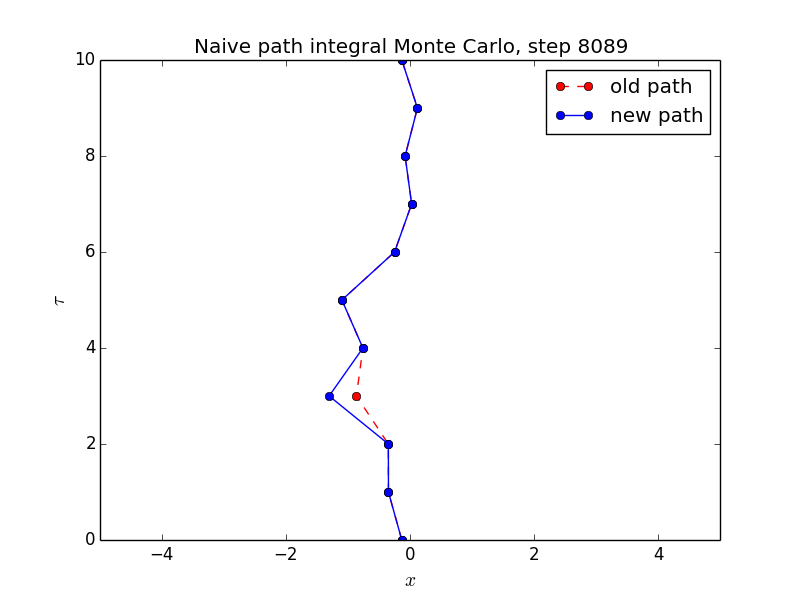 Naive path integral Monte Carlo, step 8089
old path
new path
10
8
6
4
2
0
τ
−4
−2
0
2
4
x